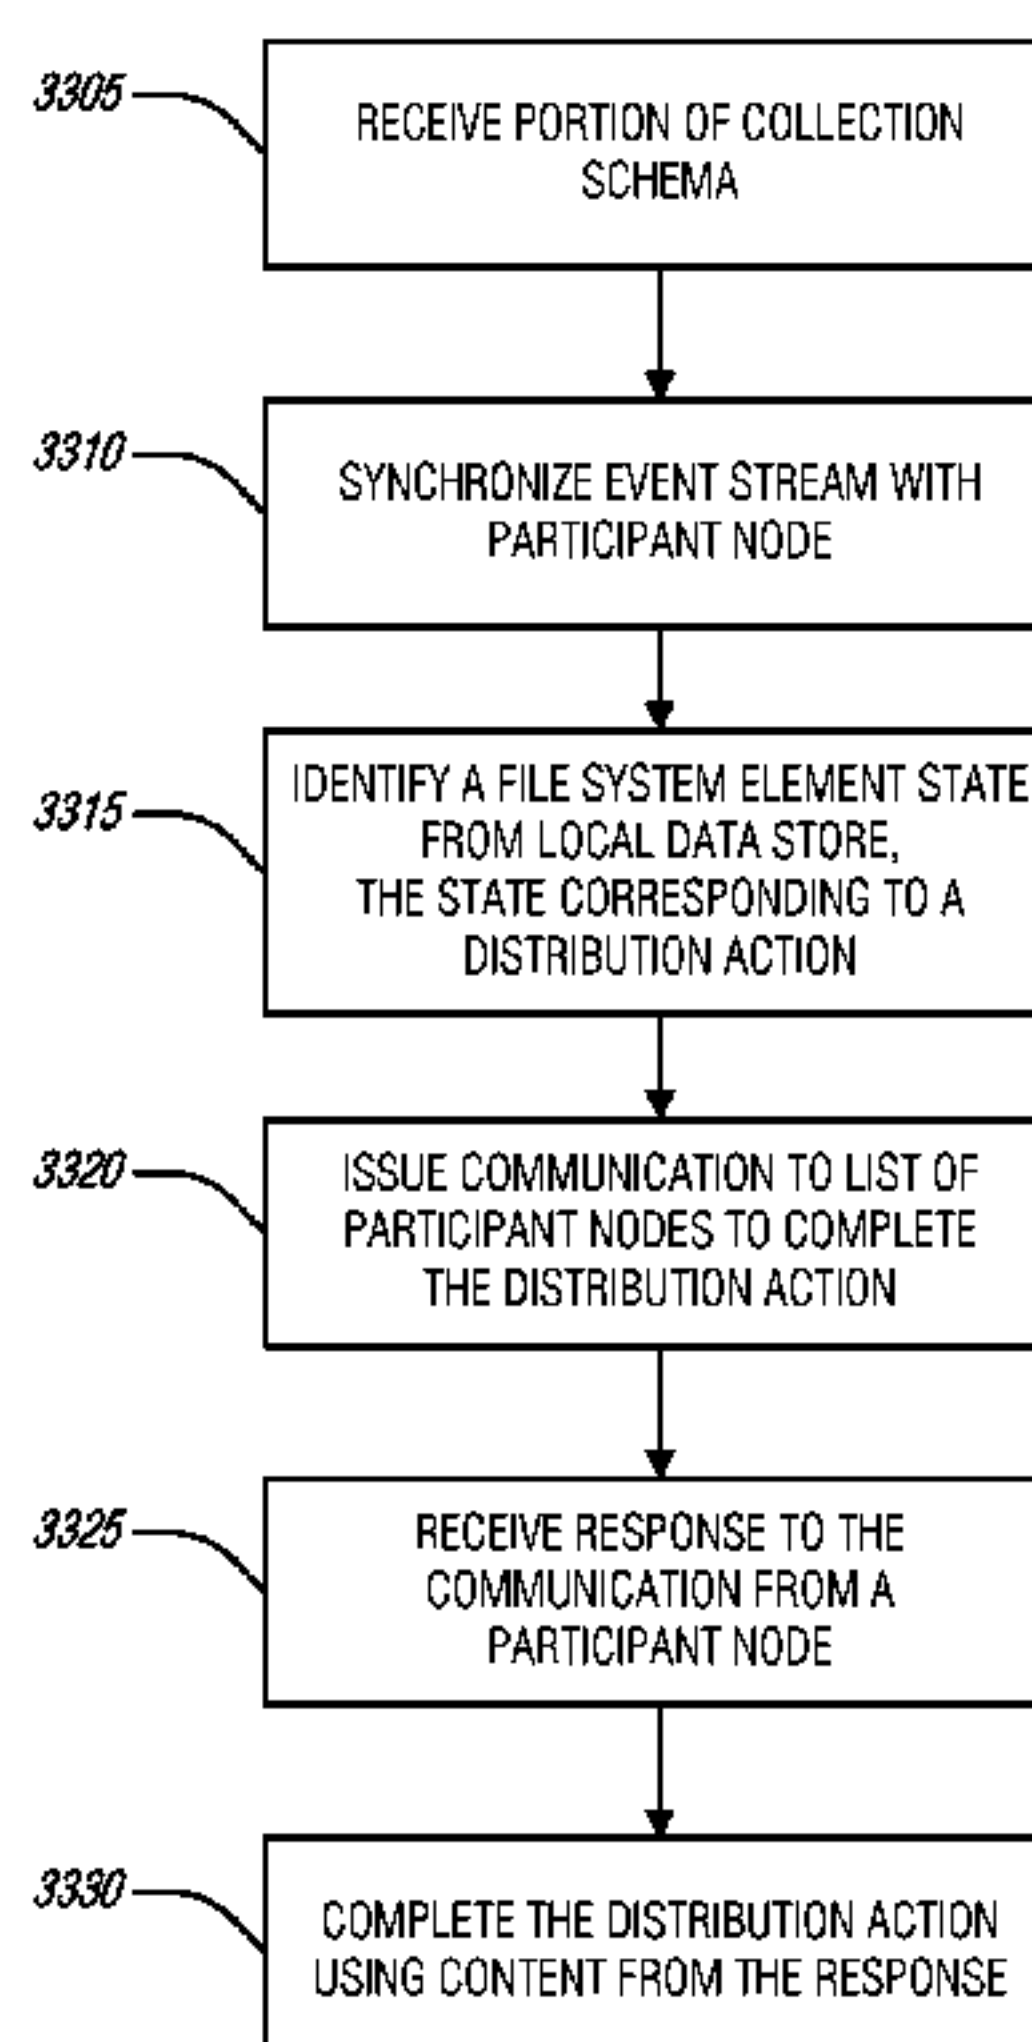 3305
RECEIVE PORTION OF COLLECTION
SCHEMA
3310
SYNCHRONIZE EVENT STREAM WITH
PARTICIPANT NODE
3315
IDENTIFY A FILE SYSTEM ELEMENT STATE
FROM LOCAL DATA STORE,
THE STATE CORRESPONDING TO A
DISTRIBUTION ACTION
3320
ISSUE COMMUNICATION TO LIST OF
PARTICIPANT NODES TO COMPLETE
THE DISTRIBUTION ACTION
3325
RECEIVE RESPONSE TO THE
COMMUNICATION FROM A
PARTICIPANT NODE
3330
COMPLETE THE DISTRIBUTION ACTION
USING CONTENT FROM THE RESPONSE